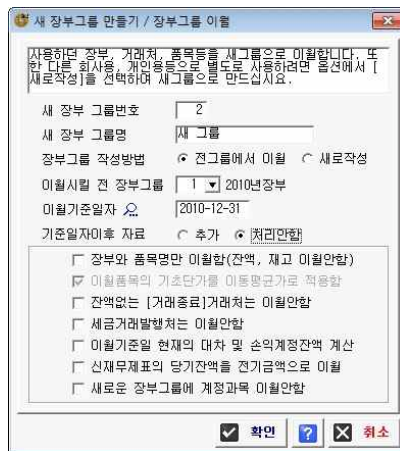 새 장부그룹 만들기 / 장부그룹 이월
사용하던 장부, 거래처, 품목등을 새그룹으로 이월합니다. 또
한 다른 회사용, 개인용등으로 별도로 사용하려면 옵션에서 [
새로작성]을 선택하여 새그룹으로 만드십시요.
새 장부 그룹번호 2
새 장부 그룹명 새 그룹
장부그룹 작성방법 전그룹에서 이월 새로작성
이월시킬 전 장부그룹 1 2010년장부
이월기준일자 2010-12-31
기준일자이후 자료 추가 처리안함
장부와 품목명만 이월함(잔액, 재고 이월안함)
이월품목의 기초단가를 이동평균가로 적용함
잔액없는 [거래종료]거래처는 이월안함
세금거래발행처는 이월안함
이월기준일 현재의 대차 및 손익계정잔액 계산
신재무제표의 당기잔액을 전기금액으로 이월
새로운 장부그룹에 계정과목 이월안함
확인 ? 취소